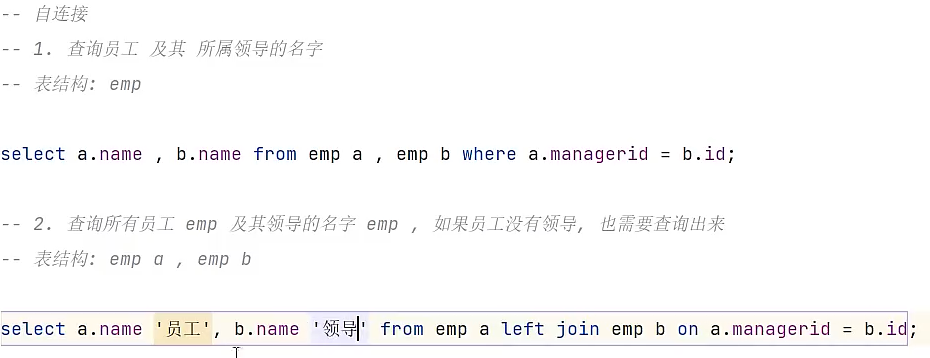 -- 自连接
-- 1. 查询员工 及其 所属领导的名字
-- 表结构: emp
select a.name , b.name from emp a , emp b where a.managerid = b.id;
-- 2. 查询所有员工 emp 及其领导的名字 emp , 如果员工没有领导, 也需要查询出来
-- 表结构: emp a , emp b
select a.name '员工', b.name '领导' from emp a left join emp b on a.managerid = b.id;